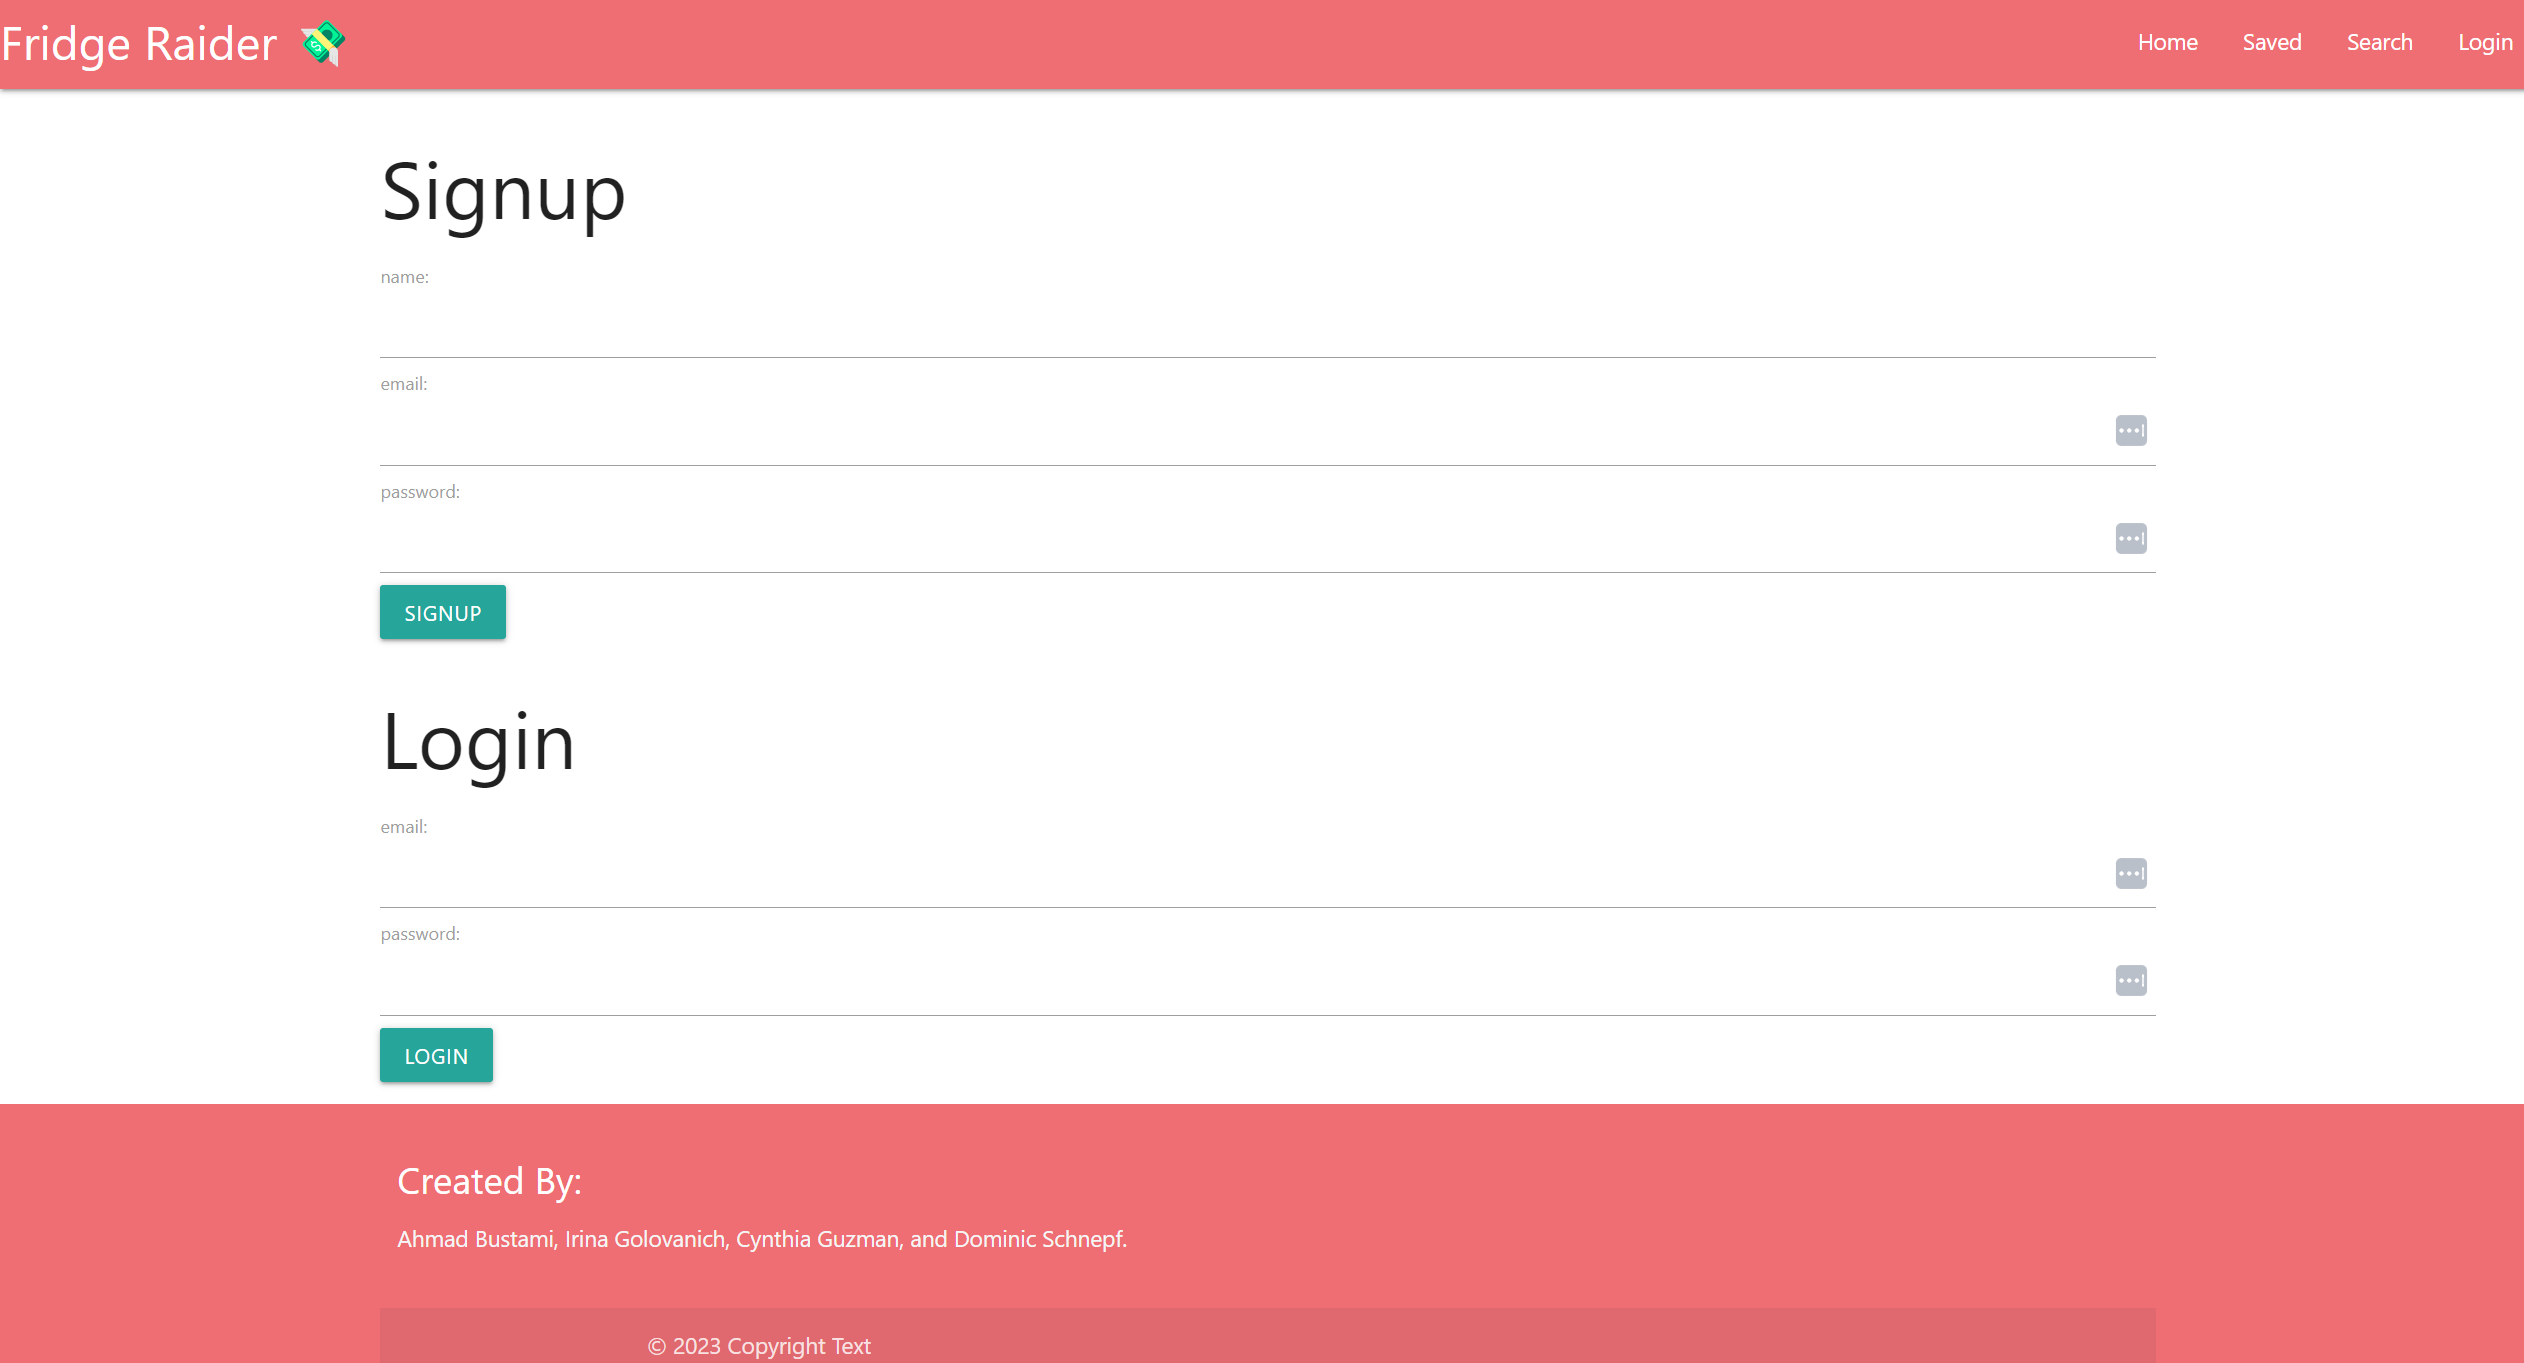 Fridge Raider 💸
Home Saved Search Login
Signup
name:
email:
password:
SIGNUP
Login
email:
password:
LOGIN
Created By:
Ahmad Bustami, Irina Golovanich, Cynthia Guzman, and Dominic Schnepf.
© 2023 Copyright Text